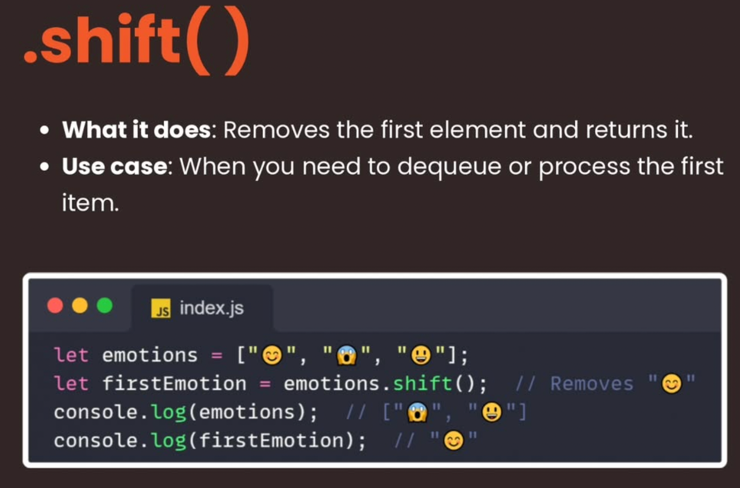 .shift()
• What it does: Removes the first element and returns it.
• Use case: When you need to dequeue or process the first
item.
JS index.js
let emotions = ["😊", "😱", "😃"];
let firstEmotion = emotions.shift();  // Removes "😊"
console.log(emotions);  // ["😱", "😃"]
console.log(firstEmotion);  // "😊"